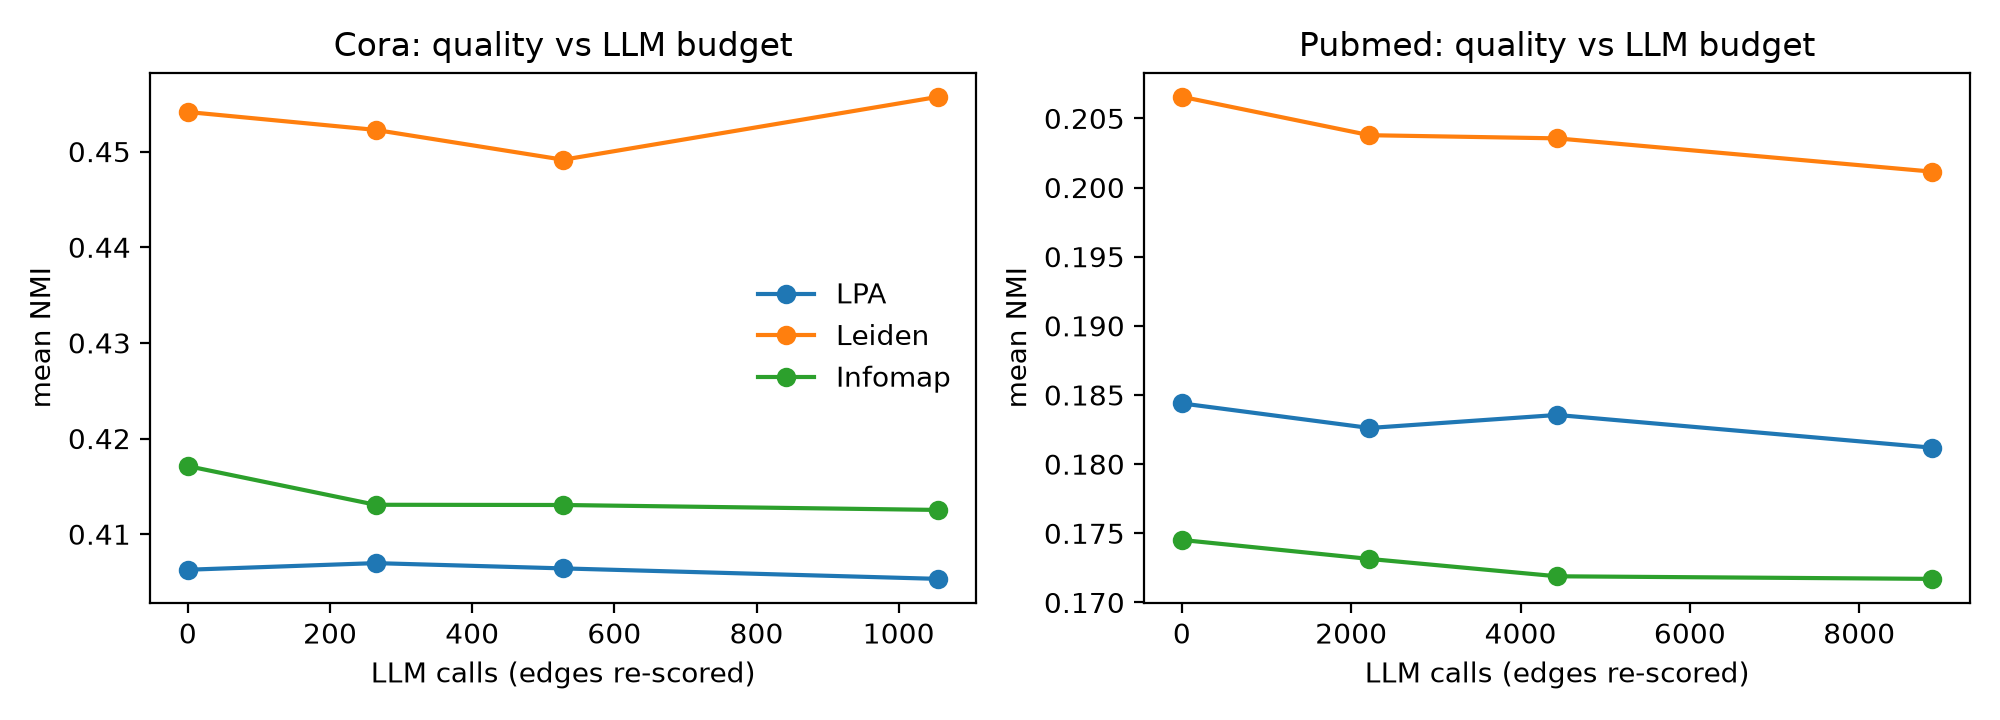 Cora: quality vs LLM budget
mean NMI
0.45
0.44
0.43
0.42
0.41
LPA
Leiden
Infomap
0 200 400 600 800 1000
LLM calls (edges re-scored)
Pubmed: quality vs LLM budget
mean NMI
0.205
0.200
0.195
0.190
0.185
0.180
0.175
0.170
0 2000 4000 6000 8000
LLM calls (edges re-scored)